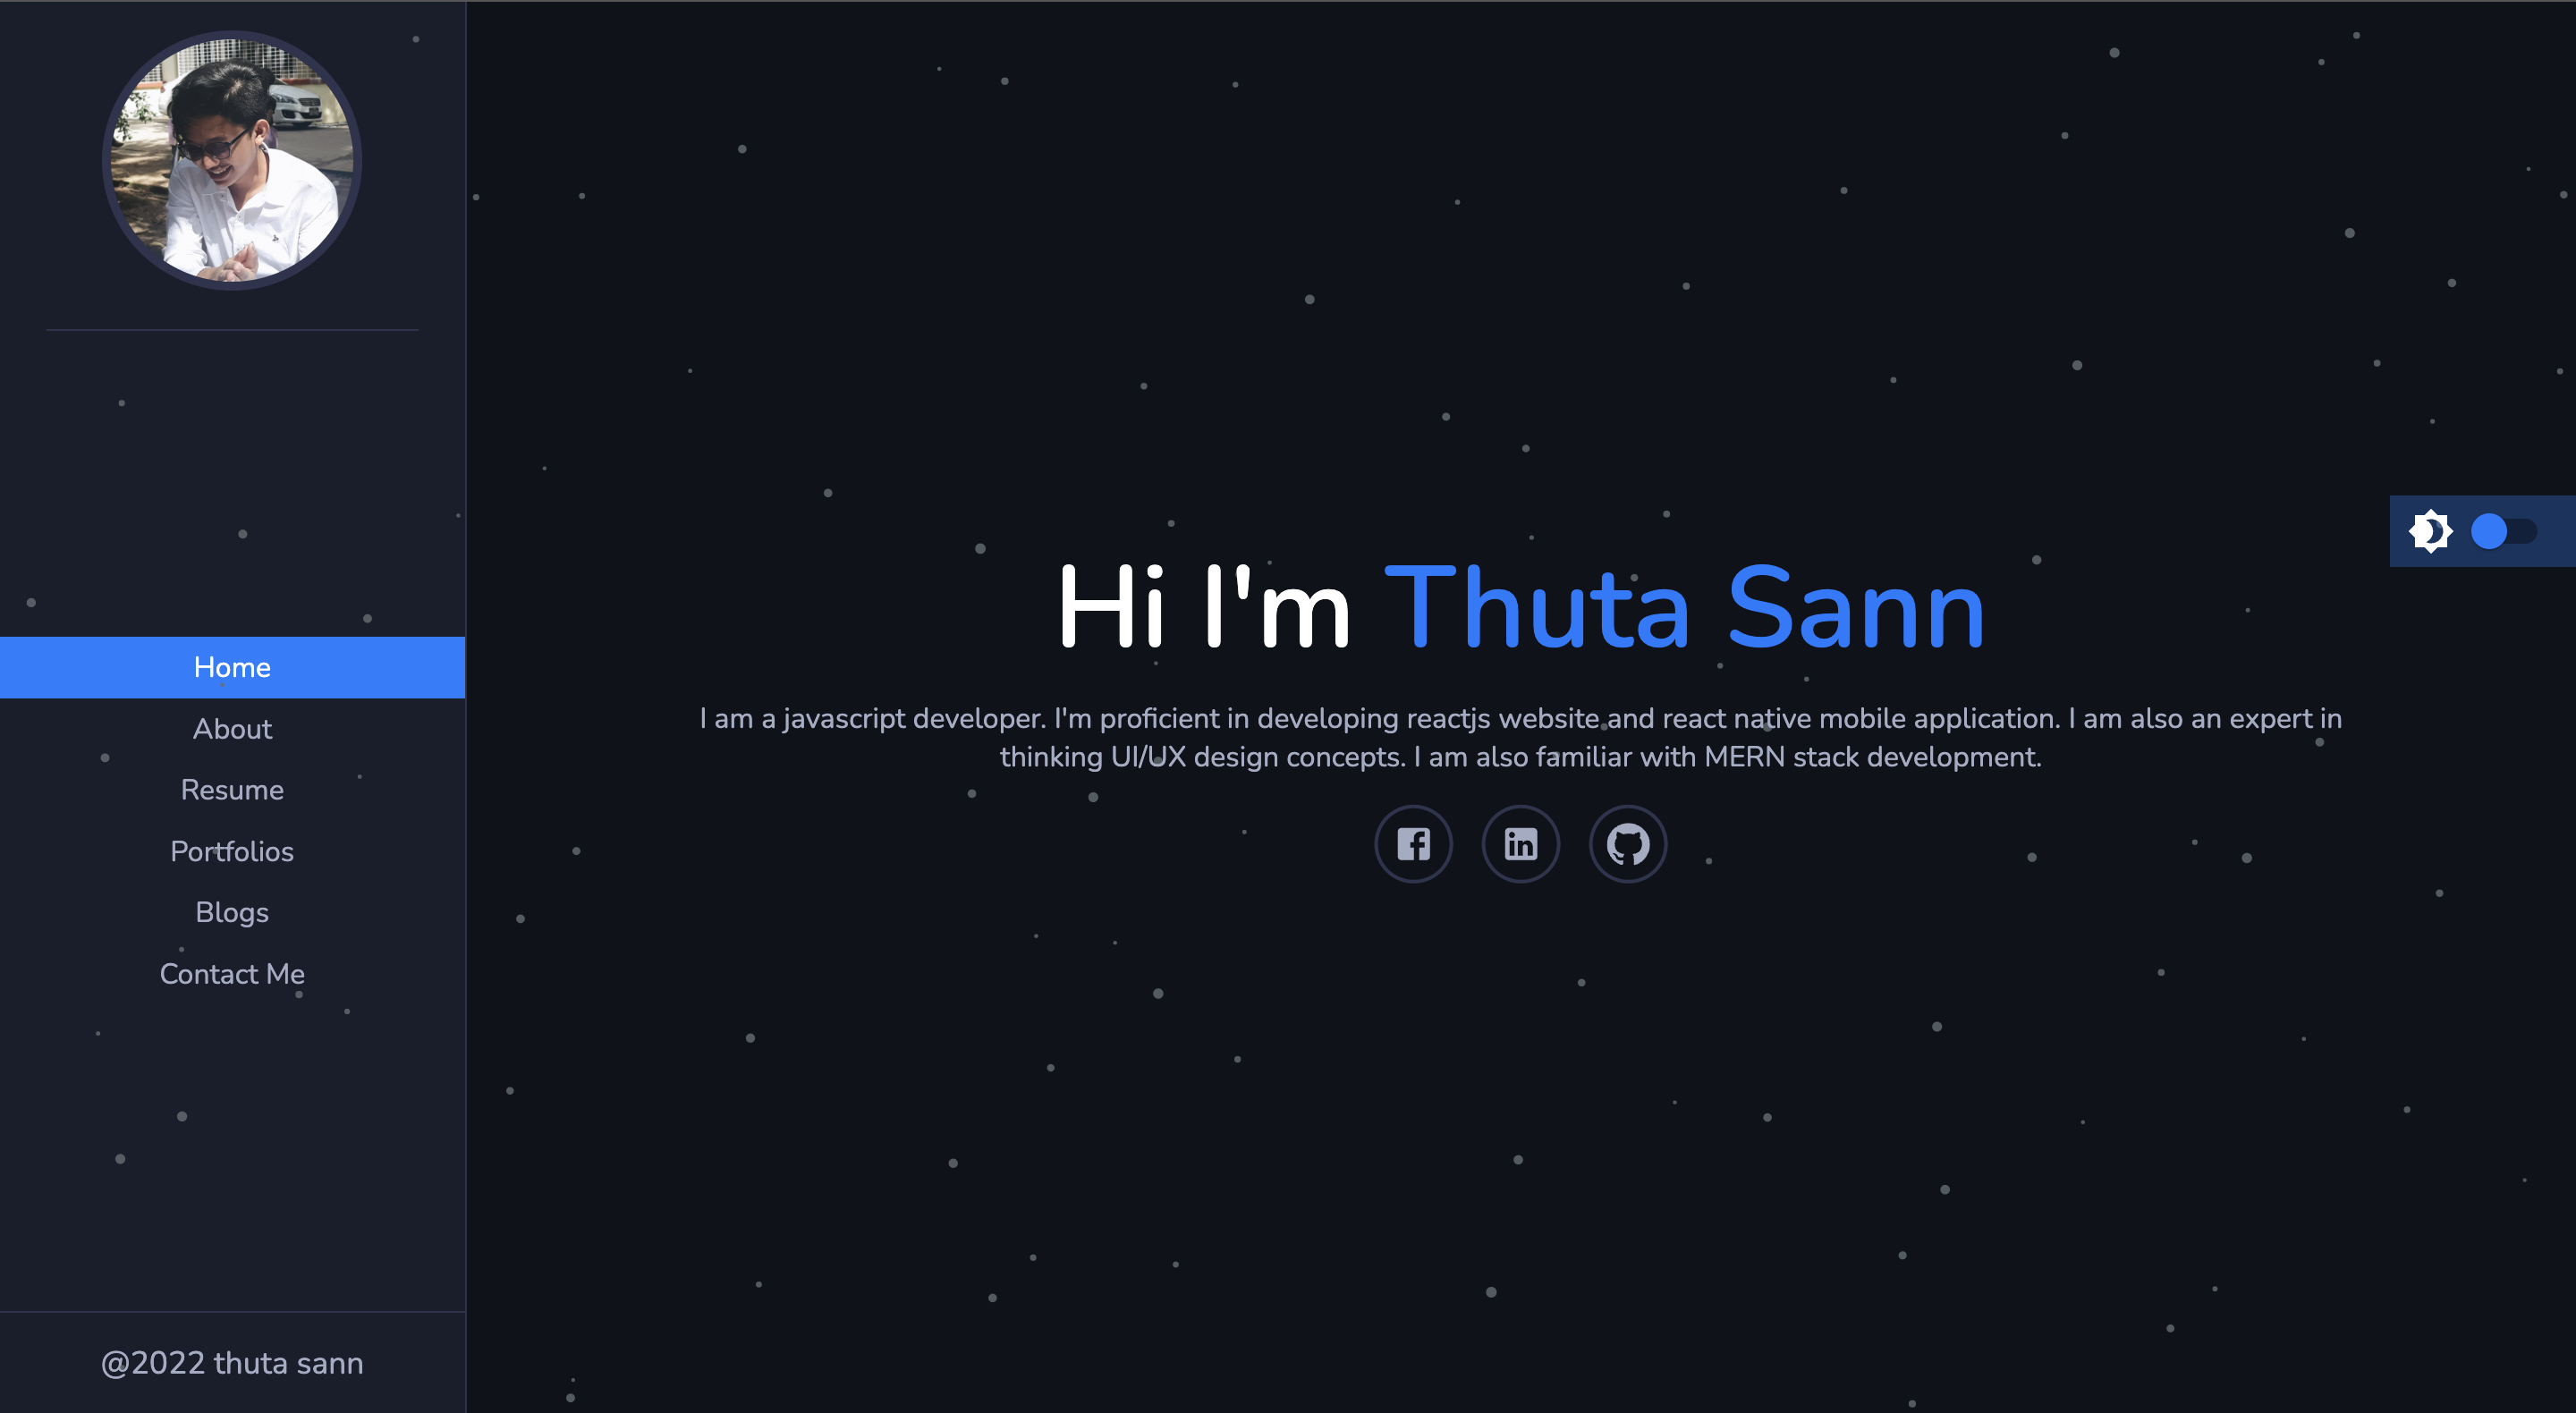 Home
About
Resume
Portfolios
Blogs
Contact Me
@2022 thuta sann
Hi I'm Thuta Sann
I am a javascript developer. I'm proficient in developing reactjs website and react native mobile application. I am also an expert in
thinking UI/UX design concepts. I am also familiar with MERN stack development.